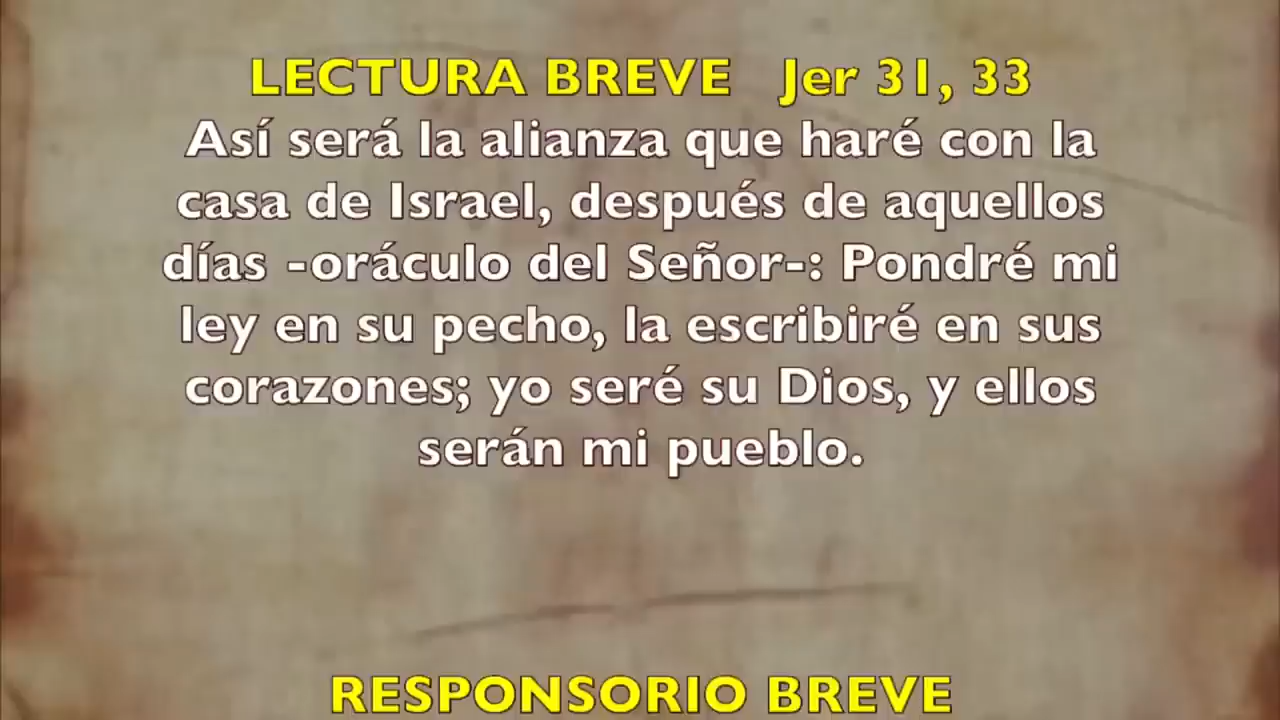 LECTURA BREVE Jer 31, 33
Así será la alianza que haré con la
casa de Israel, después de aquellos
días -oráculo del Señor-: Pondré mi
ley en su pecho, la escribiré en sus
corazones; yo seré su Dios, y ellos
serán mi pueblo.
RESPONSORIO BREVE